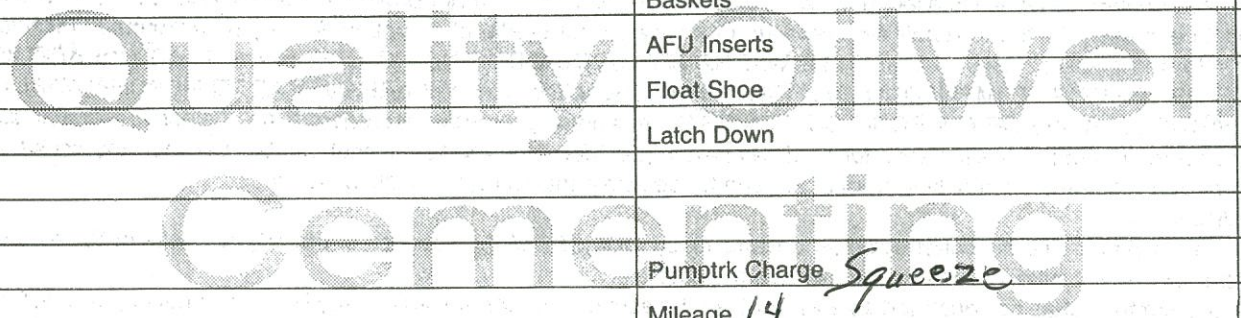 Baskets
AFU Inserts
Float Shoe
Latch Down
Pumptrk Charge Squeeze
Mileage 14
Quality Oilwell
Cementing